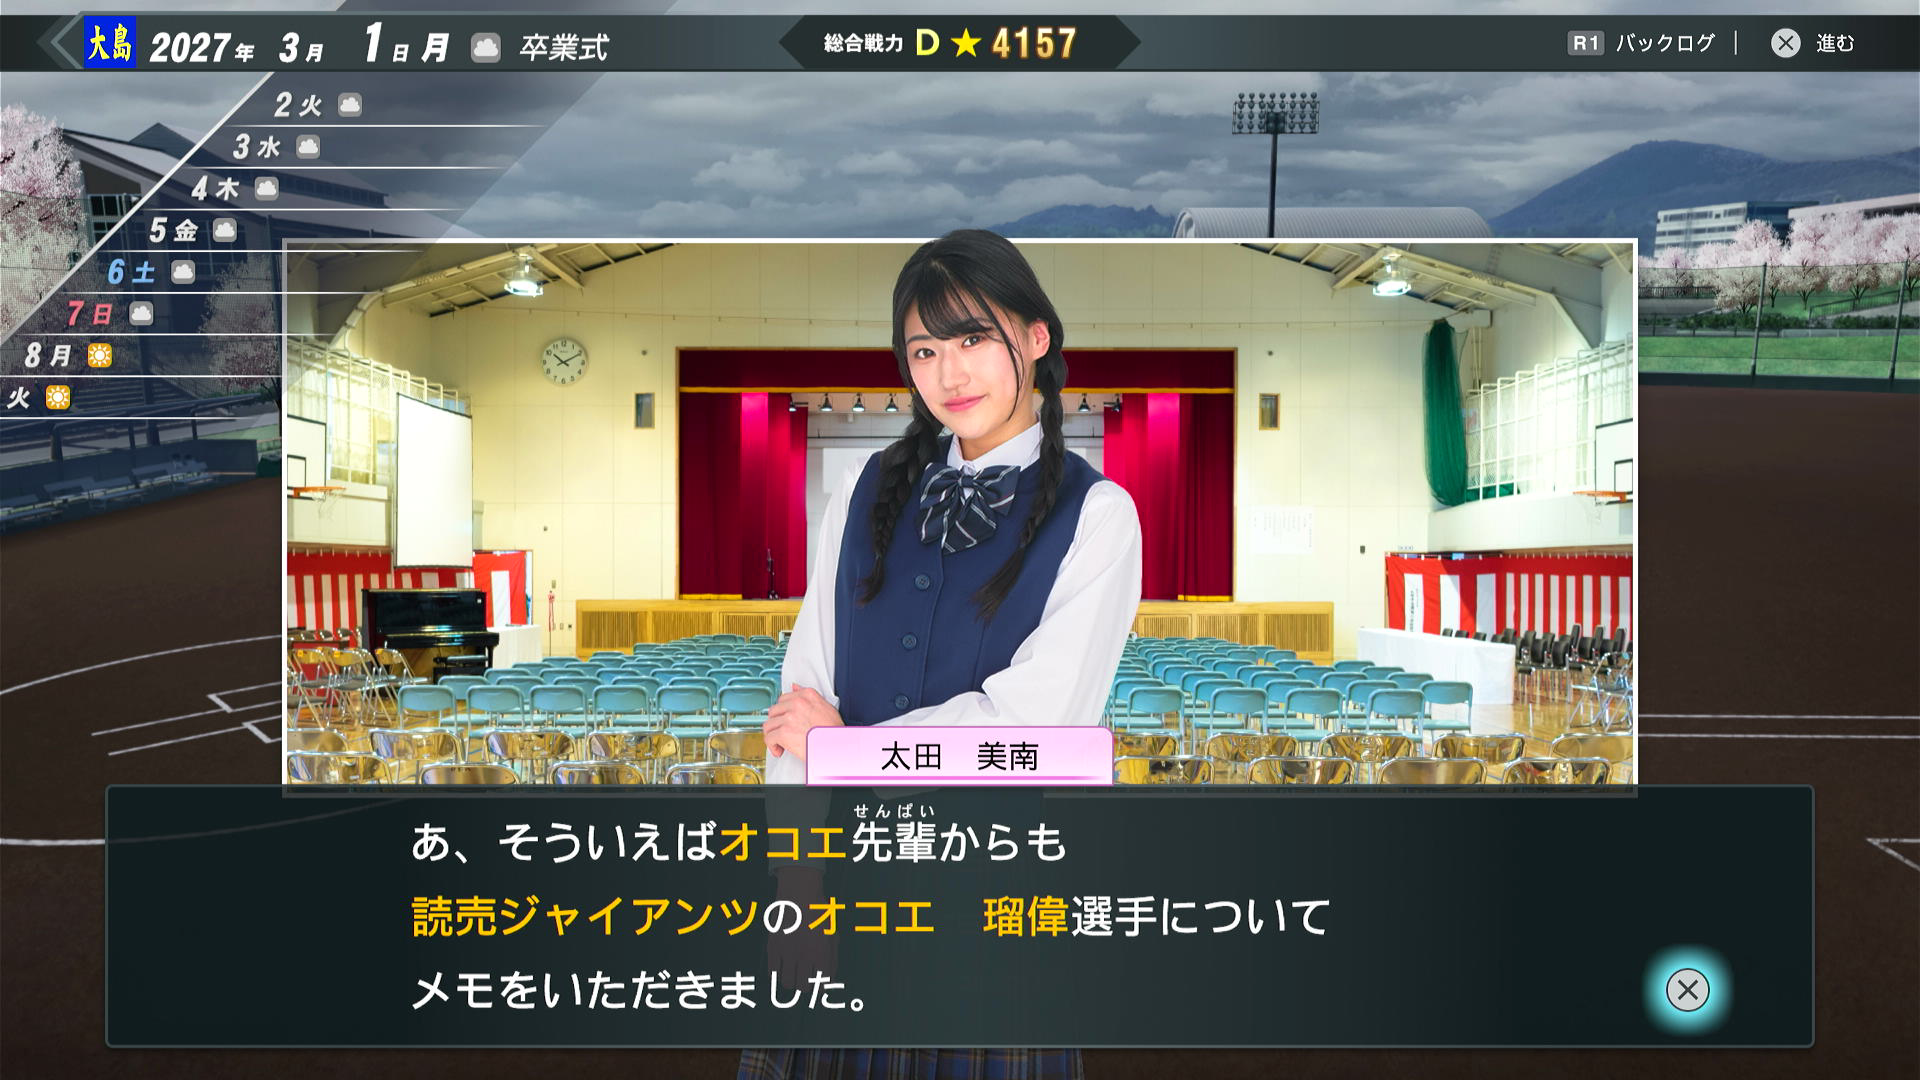 大島 2027年 3月 1日 月 卒業式
総合戦力 D ★ 4157
R1 バックログ | 進む
2 火
3 水
4 木
5 金
6 土
7 日
8 月
火
太田 美南
せんぱい
あ、そういえばオコエ先輩からも
読売ジャイアンツのオコエ 瑠偉選手について
メモをいただきました。